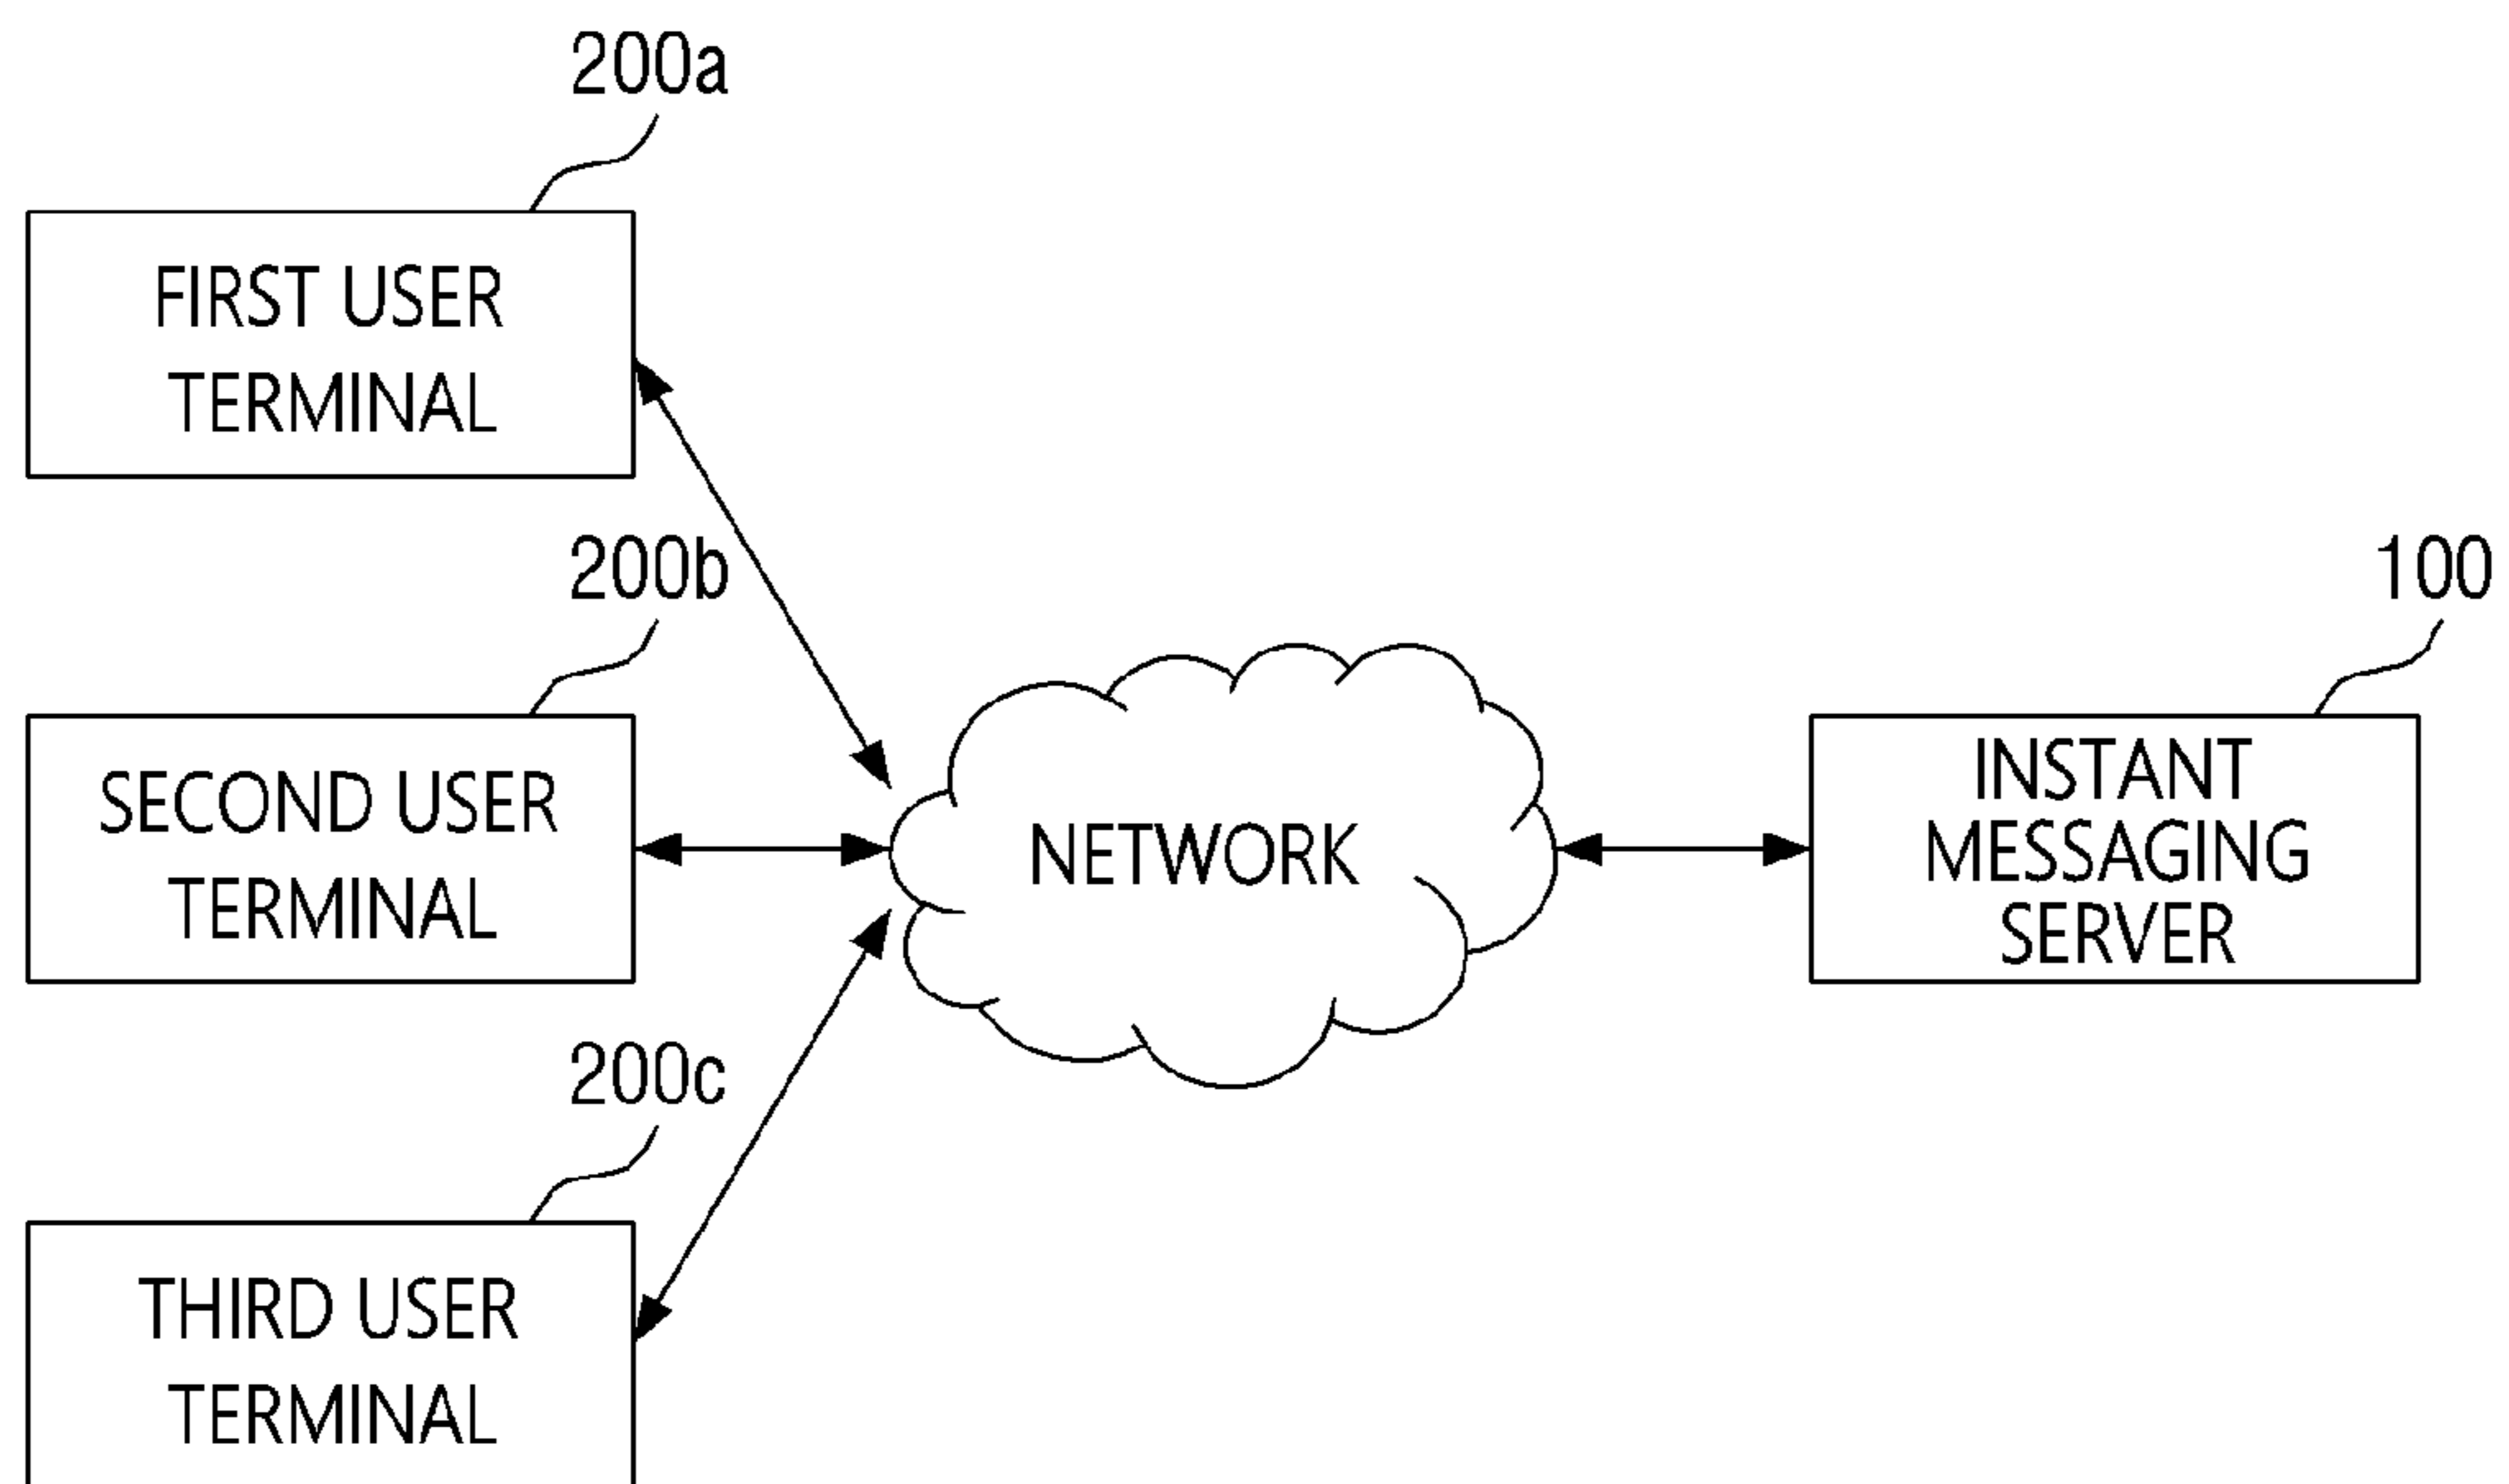 200a
FIRST USER
TERMINAL
200b
SECOND USER
TERMINAL
200c
THIRD USER
TERMINAL
NETWORK
100
INSTANT
MESSAGING
SERVER